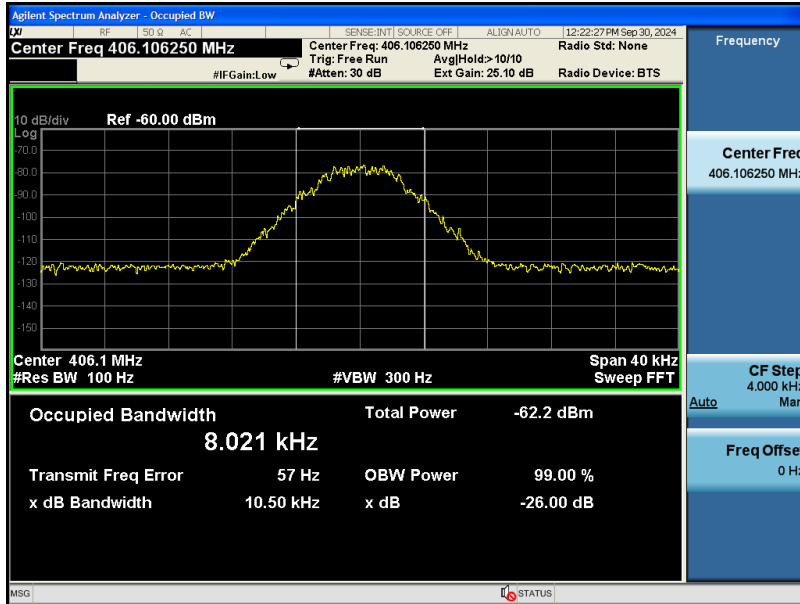 Agilent Spectrum Analyzer - Occupied BW
LXI RF 50 Ω AC SENSE:INT SOURCE OFF ALIGN AUTO 12:22:27 PM Sep 30, 2024
Center Freq 406.106250 MHz
Center Freq: 406.106250 MHz Radio Std: None
Trig: Free Run Avg|Hold:>10/10
#IFGain:Low #Atten: 30 dB Ext Gain: 25.10 dB Radio Device: BTS
10 dB/div Ref -60.00 dBm
Log
-70.0
-80.0
-90.0
-100
-110
-120
-130
-140
-150
Center 406.1 MHz Span 40 kHz
#Res BW 100 Hz #VBW 300 Hz Sweep FFT
Occupied Bandwidth Total Power -62.2 dBm
8.021 kHz
Transmit Freq Error 57 Hz OBW Power 99.00 %
x dB Bandwidth 10.50 kHz x dB -26.00 dB
MSG STATUS
Frequency
Center Freq
406.106250 MHz
CF Step
4.000 kHz
Auto Man
Freq Offset
0 Hz